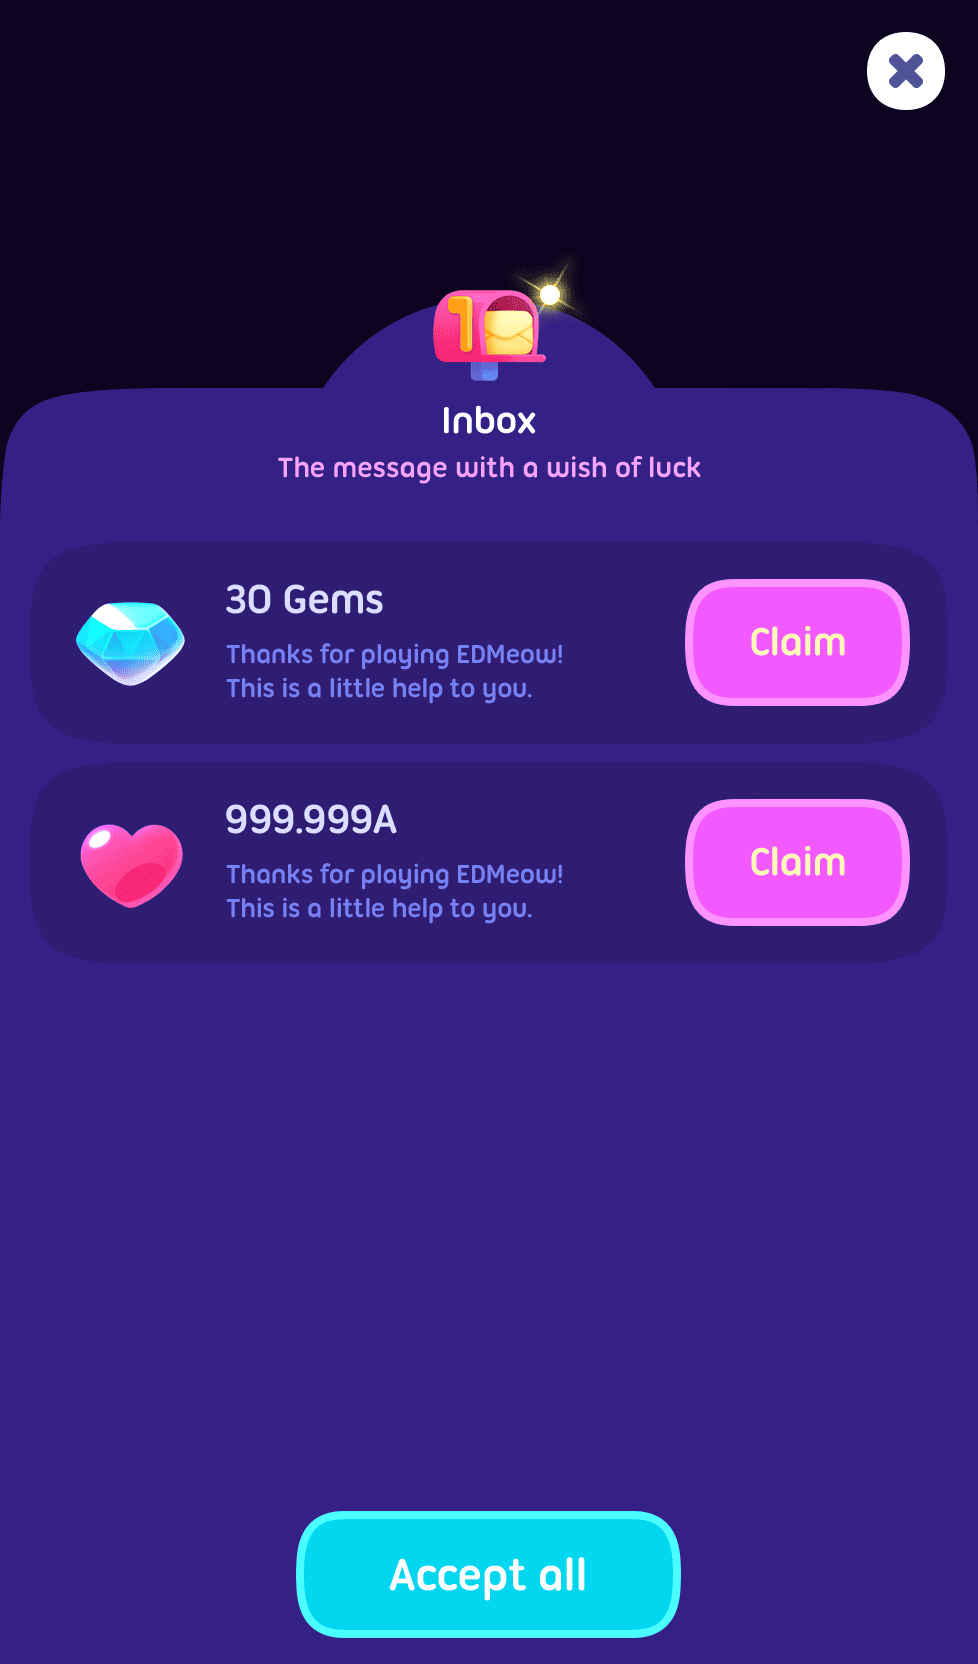 Inbox
The message with a wish of luck
30 Gems
Thanks for playing EDMeow!
This is a little help to you.
Claim
999.999A
Thanks for playing EDMeow!
This is a little help to you.
Claim
Accept all